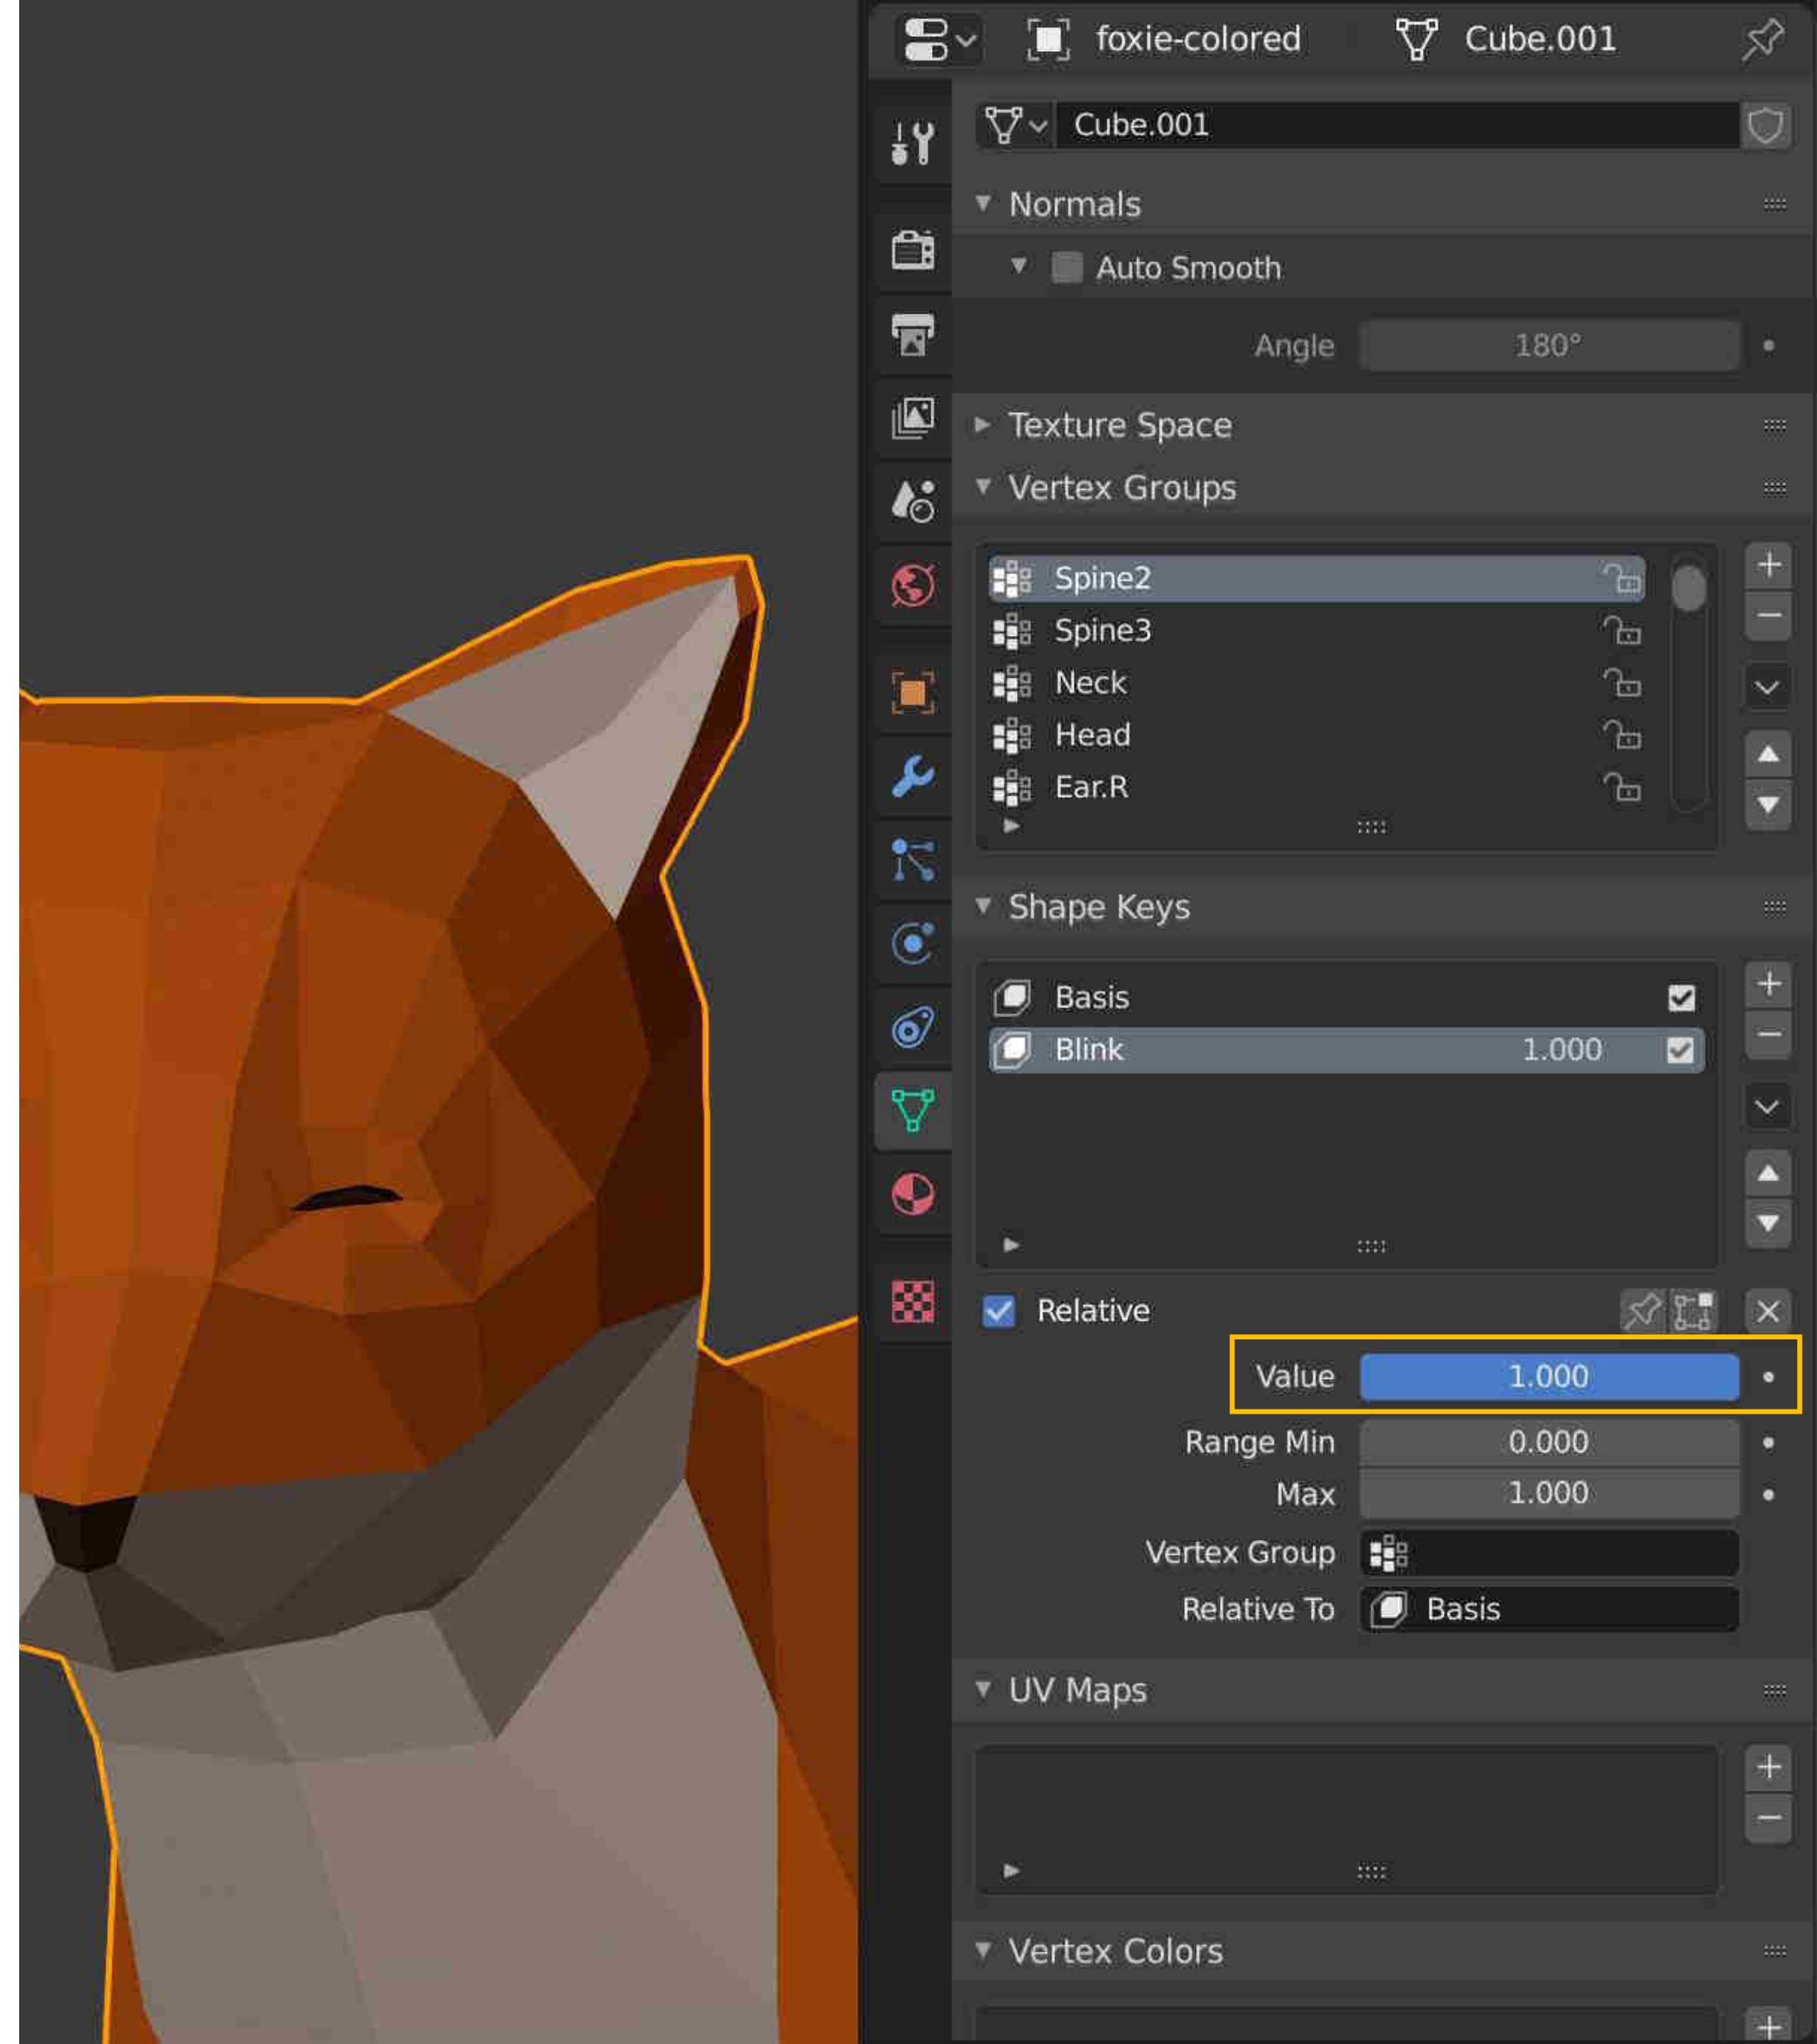 foxie-colored Cube.001
Cube.001
Normals
Auto Smooth
Angle 180°
Texture Space
Vertex Groups
Spine2
Spine3
Neck
Head
Ear.R
Shape Keys
Basis
Blink 1.000
Relative
Value 1.000
Range Min 0.000
Max 1.000
Vertex Group
Relative To Basis
UV Maps
Vertex Colors